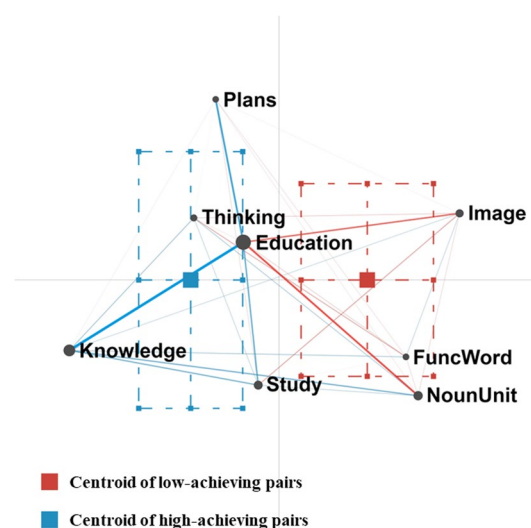 Plans
Thinking
Image
Education
Knowledge
FuncWord
Study
NounUnit
Centroid of low-achieving pairs
Centroid of high-achieving pairs